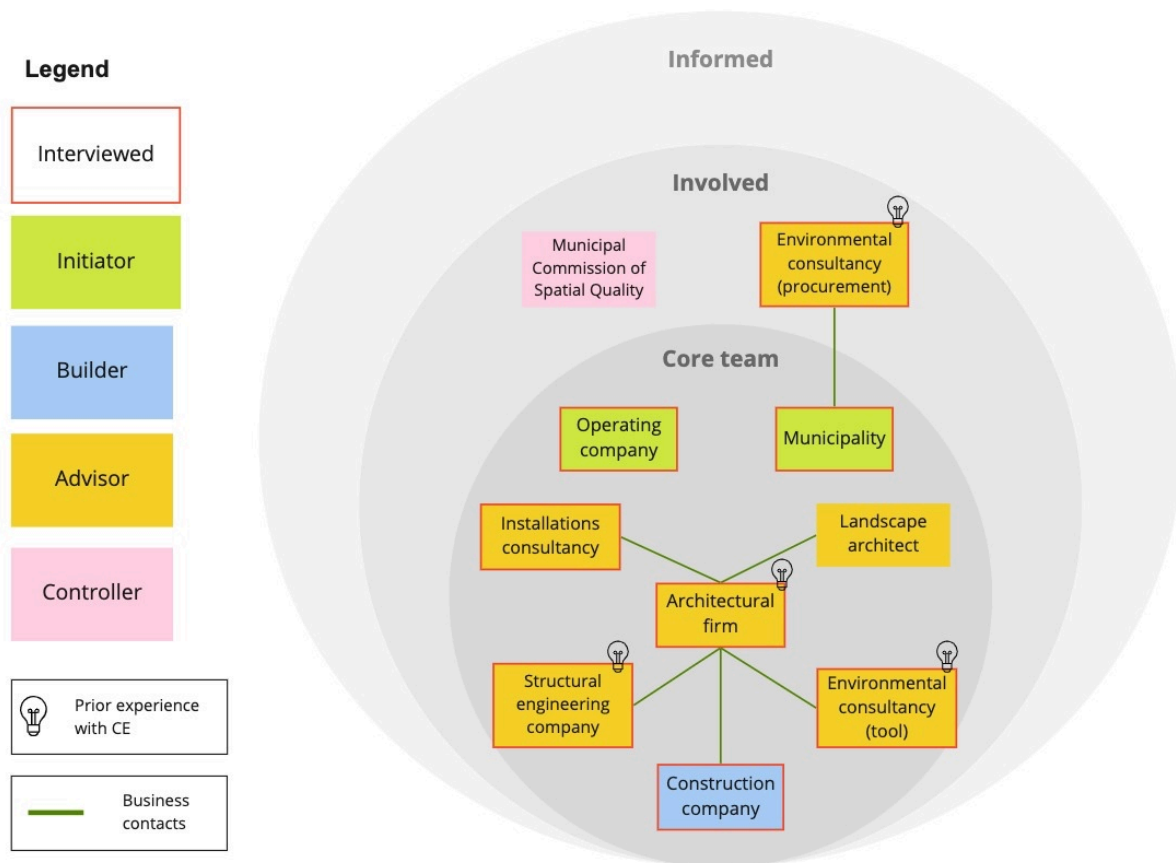 Legend
Interviewed
Initiator
Builder
Advisor
Controller
Prior experience
with CE
Business
contacts
Informed
Involved
Municipal
Commission of
Spatial Quality
Environmental
consultancy
(procurement)
Core team
Operating
company
Municipality
Installations
consultancy
Landscape
architect
Architectural
firm
Structural
engineering
company
Environmental
consultancy
(tool)
Construction
company